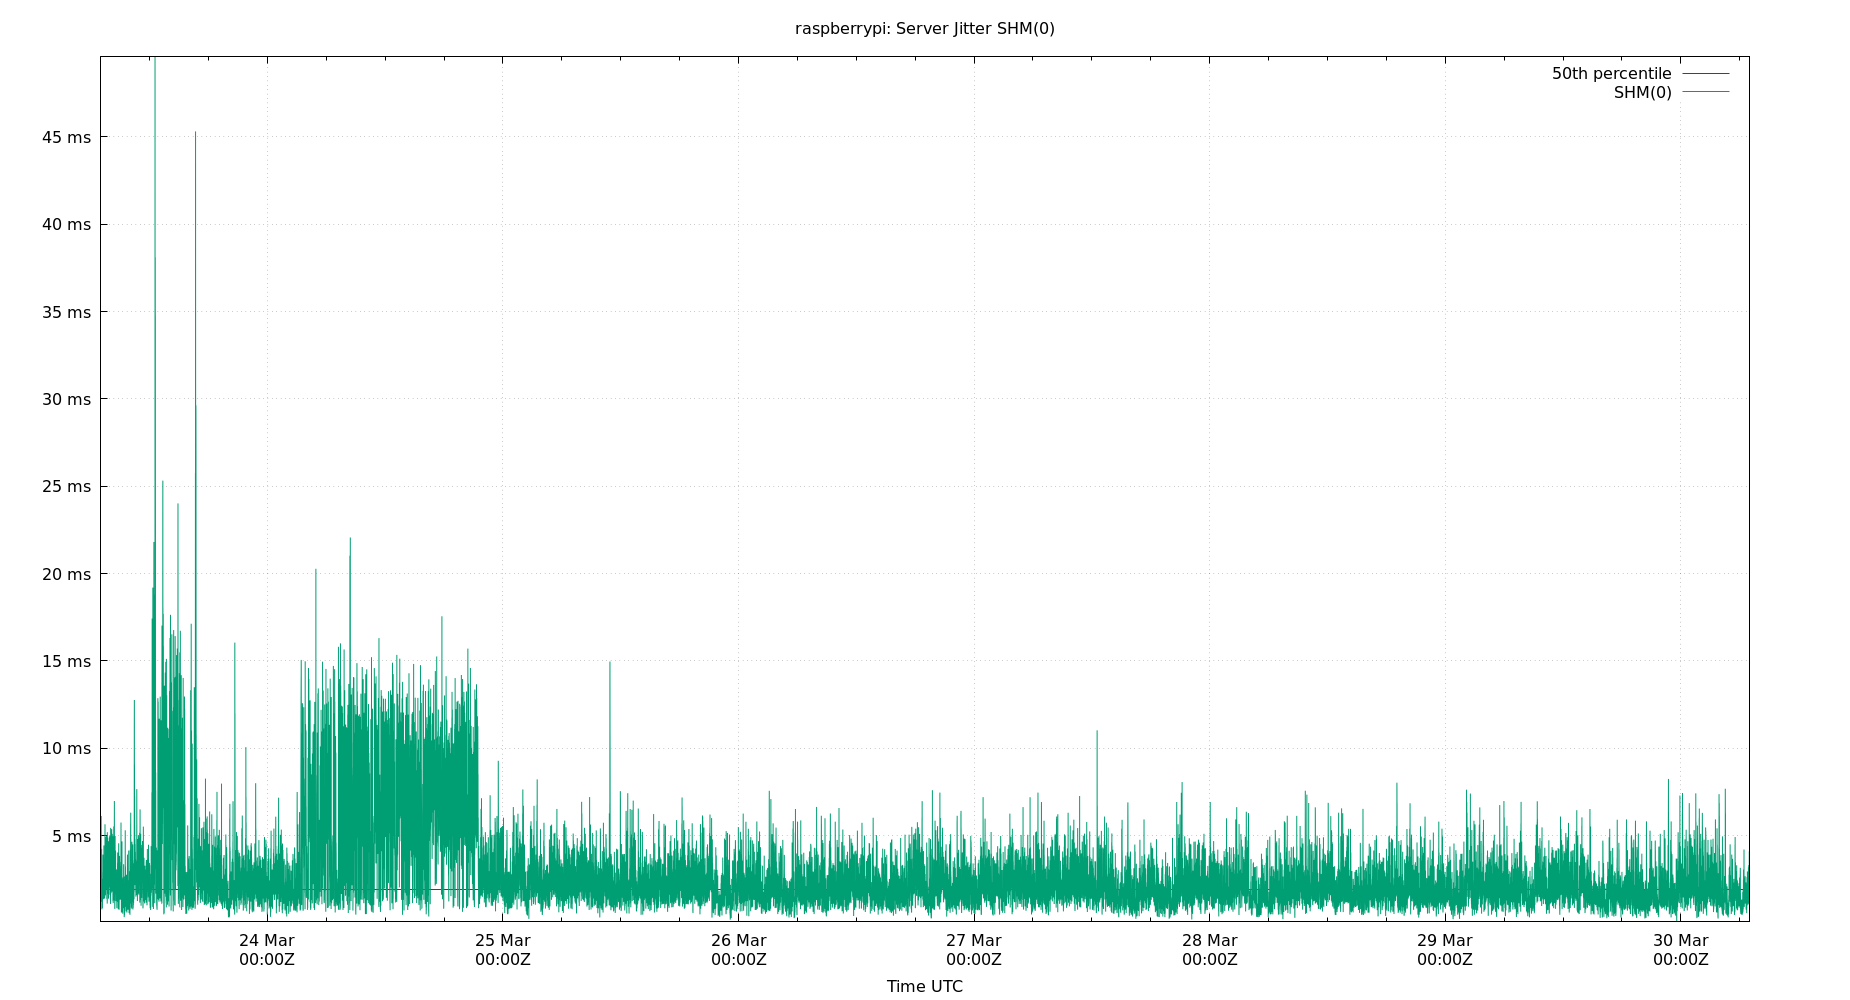 raspberrypi: Server Jitter SHM(0)
50th percentile
SHM(0)
45 ms
40 ms
35 ms
30 ms
25 ms
20 ms
15 ms
10 ms
5 ms
24 Mar 25 Mar 26 Mar 27 Mar 28 Mar 29 Mar 30 Mar
00:00Z 00:00Z 00:00Z 00:00Z 00:00Z 00:00Z 00:00Z
Time UTC